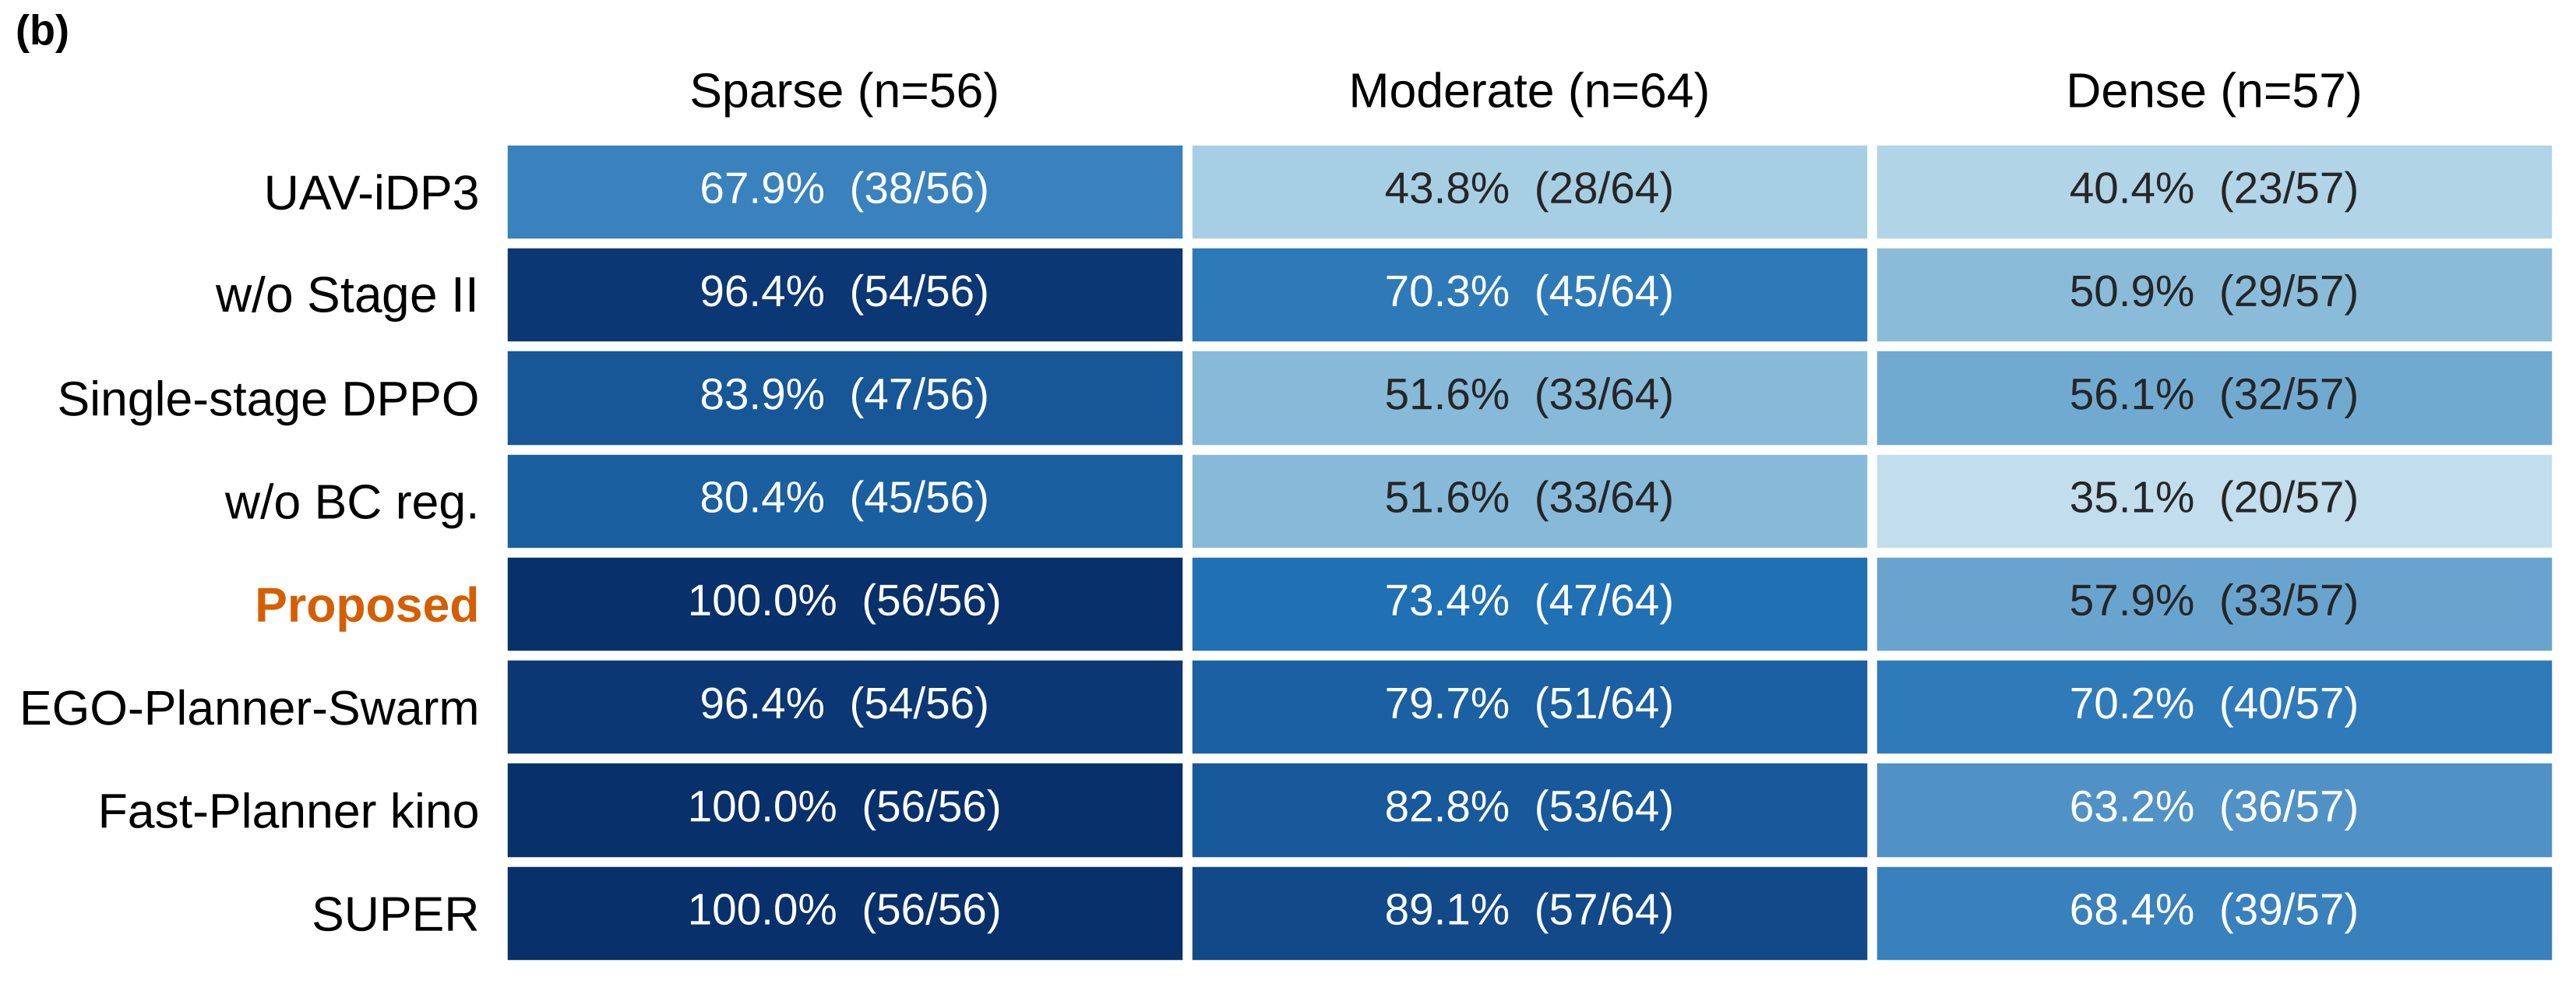 (b)
Sparse (n=56) Moderate (n=64) Dense (n=57)
UAV-iDP3 67.9% (38/56) 43.8% (28/64) 40.4% (23/57)
w/o Stage II 96.4% (54/56) 70.3% (45/64) 50.9% (29/57)
Single-stage DPPO 83.9% (47/56) 51.6% (33/64) 56.1% (32/57)
w/o BC reg. 80.4% (45/56) 51.6% (33/64) 35.1% (20/57)
Proposed 100.0% (56/56) 73.4% (47/64) 57.9% (33/57)
EGO-Planner-Swarm 96.4% (54/56) 79.7% (51/64) 70.2% (40/57)
Fast-Planner kino 100.0% (56/56) 82.8% (53/64) 63.2% (36/57)
SUPER 100.0% (56/56) 89.1% (57/64) 68.4% (39/57)